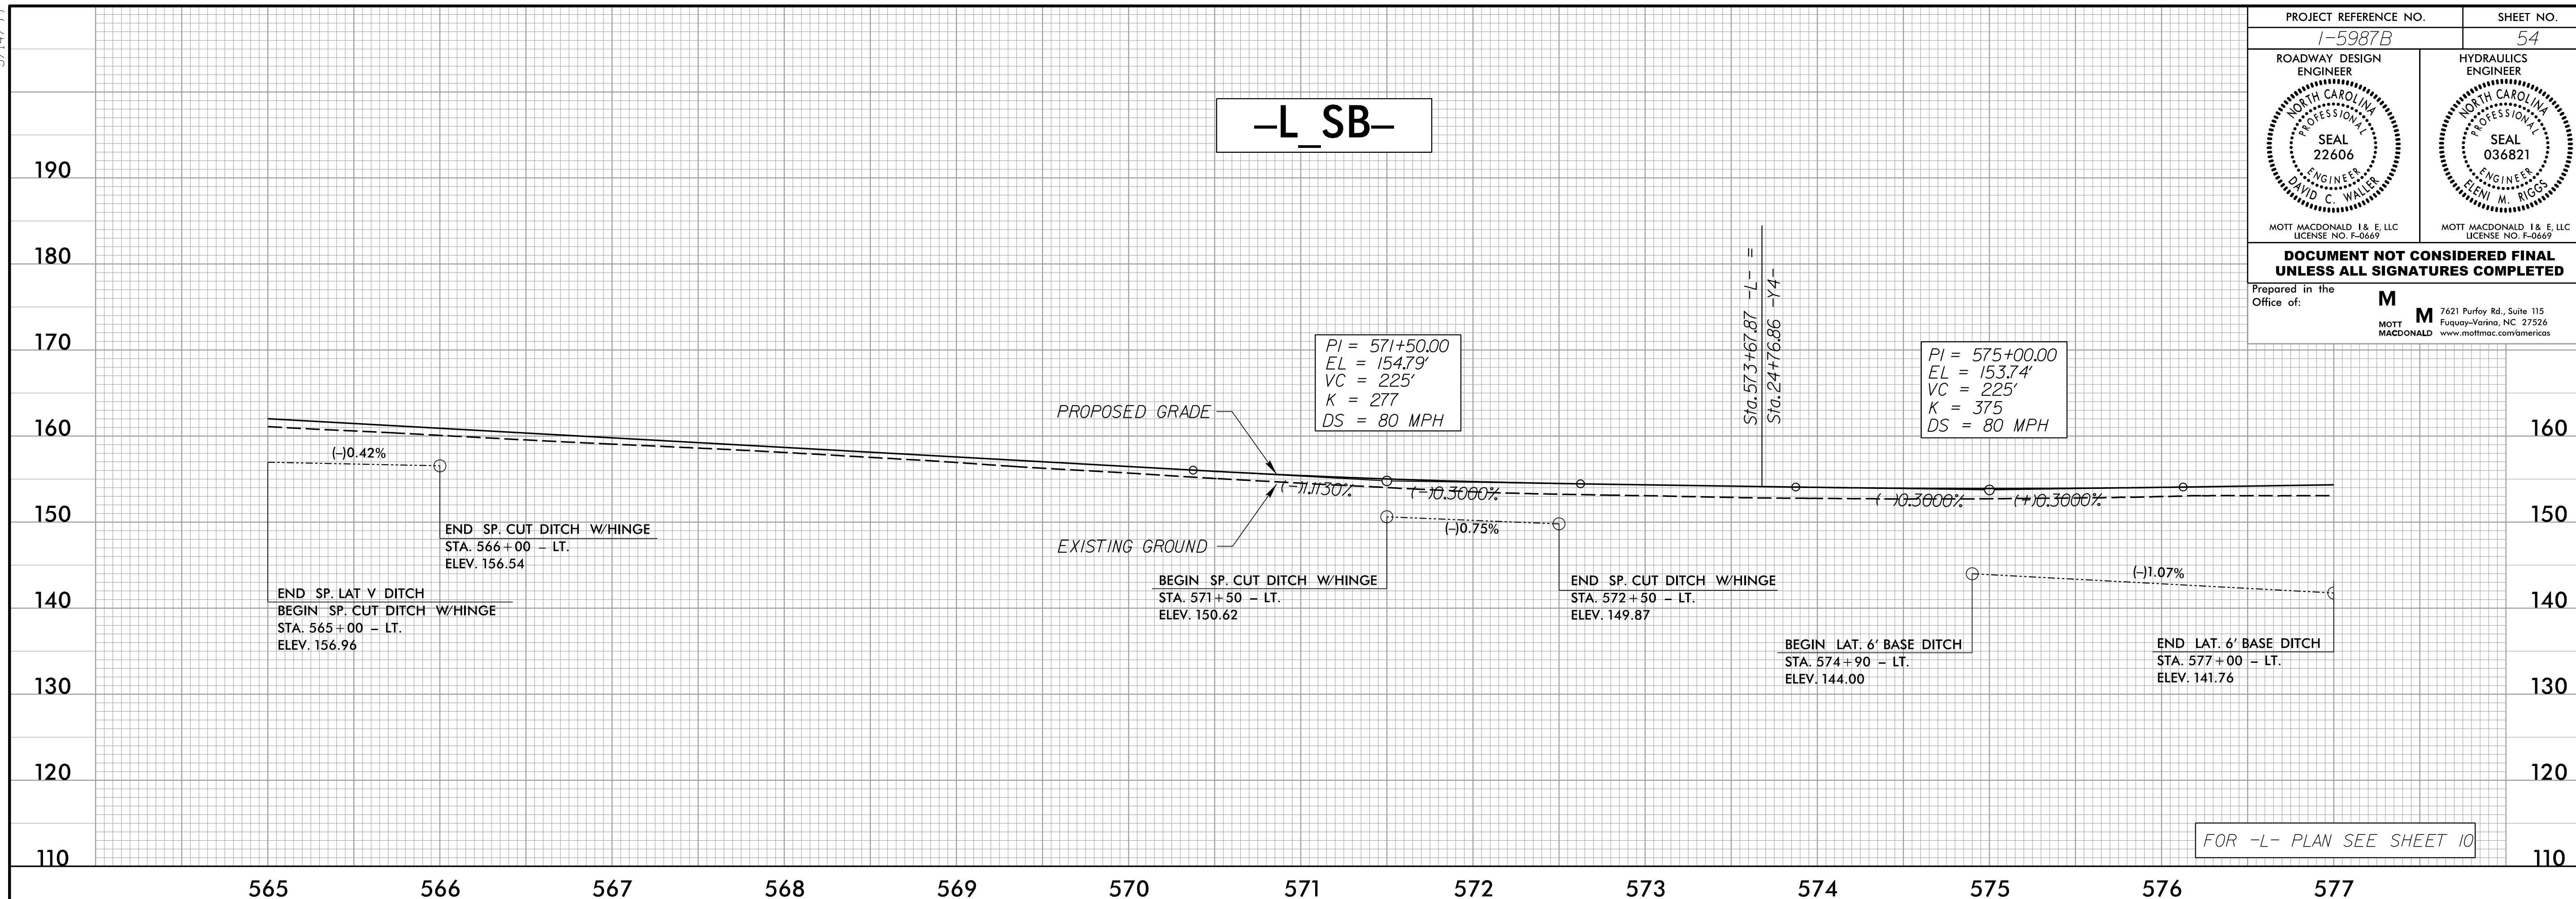 PROJECT REFERENCE NO.
SHEET NO.
I-5987B
54
ROADWAY DESIGN
ENGINEER
HYDRAULICS
ENGINEER
NORTH CAROLINA
PROFESSIONAL
SEAL
22606
ENGINEER
DAVID C. WALLER
NORTH CAROLINA
PROFESSIONAL
SEAL
036821
ENGINEER
ELENI M. RIGGS
MOTT MACDONALD I & E, LLC
LICENSE NO. F-0669
MOTT MACDONALD I & E, LLC
LICENSE NO. F-0669
DOCUMENT NOT CONSIDERED FINAL
UNLESS ALL SIGNATURES COMPLETED
Prepared in the
Office of:
M
M
MOTT
MACDONALD
7621 Purfoy Rd., Suite 115
Fuquay-Varina, NC 27526
www.mottmac.com/americas
-L_SB-
190
180
170
160
150
140
130
120
110
160
150
140
130
120
110
Sta. 573+67.87 -L- =
Sta. 24+76.86 -Y4-
PI = 571+50.00
EL = 154.79'
VC = 225'
K = 277
DS = 80 MPH
PI = 575+00.00
EL = 153.74'
VC = 225'
K = 375
DS = 80 MPH
PROPOSED GRADE
EXISTING GROUND
(-)0.42%
(-)1.1130%
(-)0.3000%
(-)0.3000%
(+)0.3000%
(-)0.75%
(-)1.07%
END SP. CUT DITCH W/HINGE
STA. 566+00 - LT.
ELEV. 156.54
END SP. LAT V DITCH
BEGIN SP. CUT DITCH W/HINGE
STA. 565+00 - LT.
ELEV. 156.96
BEGIN SP. CUT DITCH W/HINGE
STA. 571+50 - LT.
ELEV. 150.62
END SP. CUT DITCH W/HINGE
STA. 572+50 - LT.
ELEV. 149.87
BEGIN LAT. 6' BASE DITCH
STA. 574+90 - LT.
ELEV. 144.00
END LAT. 6' BASE DITCH
STA. 577+00 - LT.
ELEV. 141.76
FOR -L- PLAN SEE SHEET 10
565 566 567 568 569 570 571 572 573 574 575 576 577